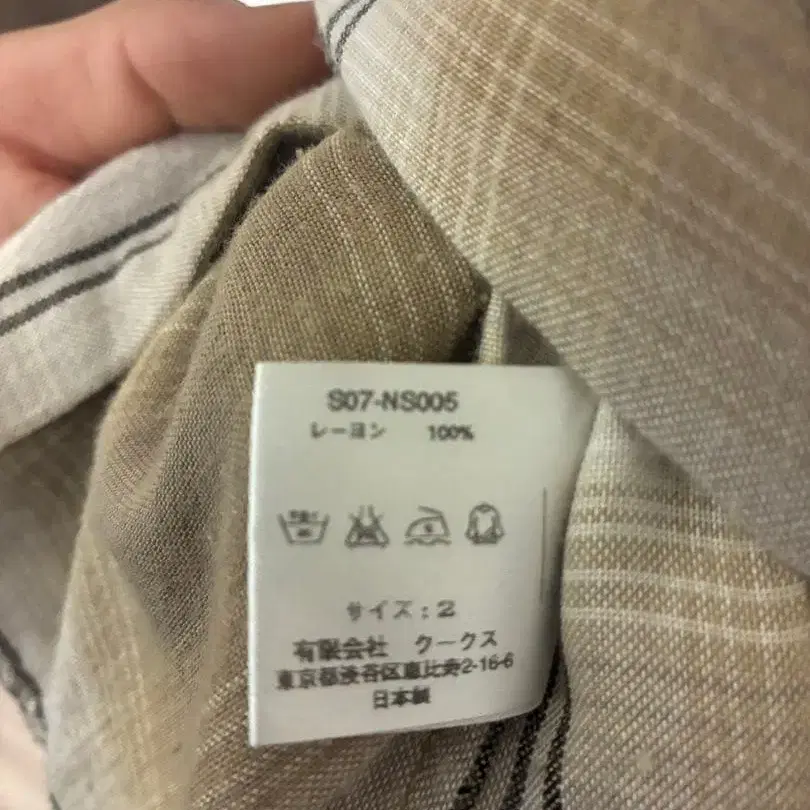 S07-NS005
レーヨン 100%
サイズ:2
有限会社 クークス
東京都渋谷区恵比寿2-16-6
日本製